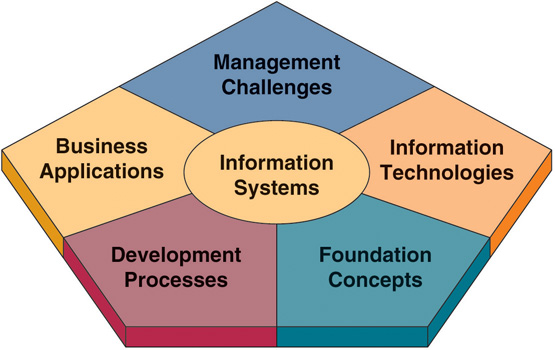 Management
Challenges
Business
Applications
Information
Technologies
Information
Systems
Development
Processes
Foundation
Concepts